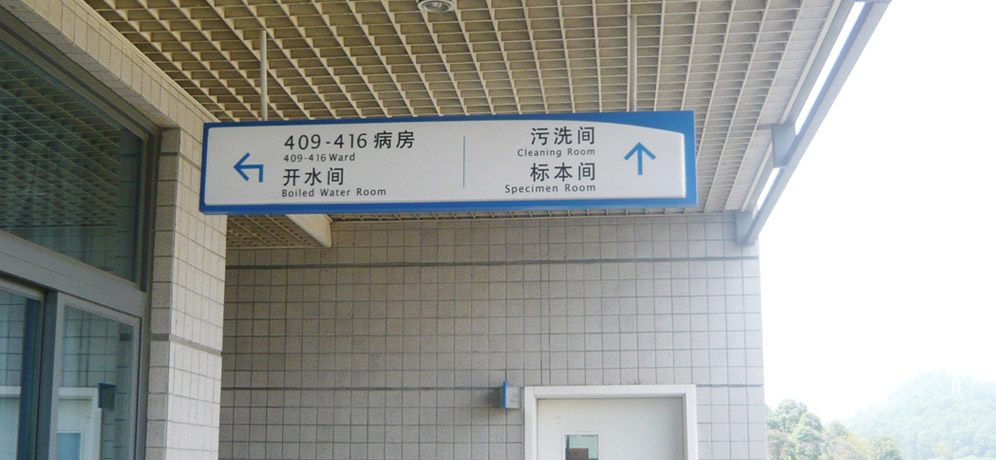 409-416 病房
409-416 Ward
开水间
Boiled Water Room
污洗间
Cleaning Room
标本间
Specimen Room